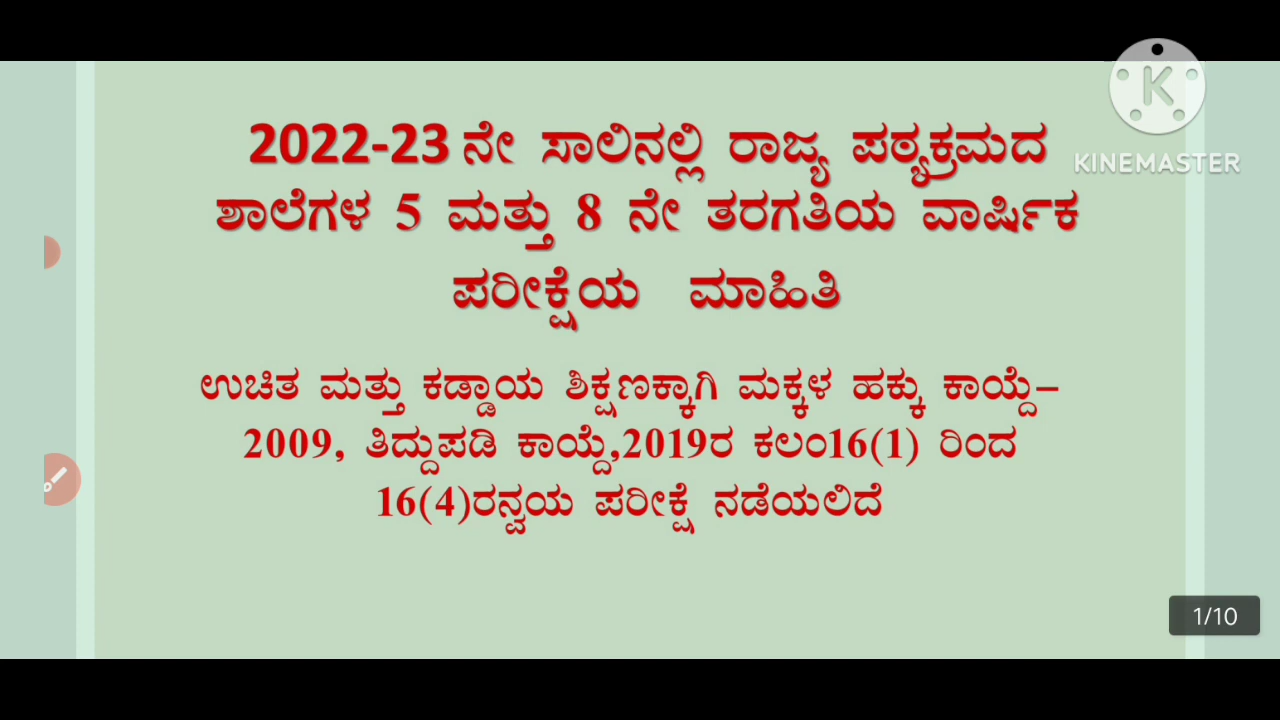 KINEMASTER
2022-23 ನೇ ಸಾಲಿನಲ್ಲಿ ರಾಜ್ಯ ಪಠ್ಯಕ್ರಮದ
ಶಾಲೆಗಳ 5 ಮತ್ತು 8 ನೇ ತರಗತಿಯ ವಾರ್ಷಿಕ
ಪರೀಕ್ಷೆಯ ಮಾಹಿತಿ
ಉಚಿತ ಮತ್ತು ಕಡ್ಡಾಯ ಶಿಕ್ಷಣಕ್ಕಾಗಿ ಮಕ್ಕಳ ಹಕ್ಕು ಕಾಯ್ದೆ–
2009, ತಿದ್ದುಪಡಿ ಕಾಯ್ದೆ,2019ರ ಕಲಂ16(1) ರಿಂದ
16(4)ರನ್ವಯ ಪರೀಕ್ಷೆ ನಡೆಯಲಿದೆ
1/10